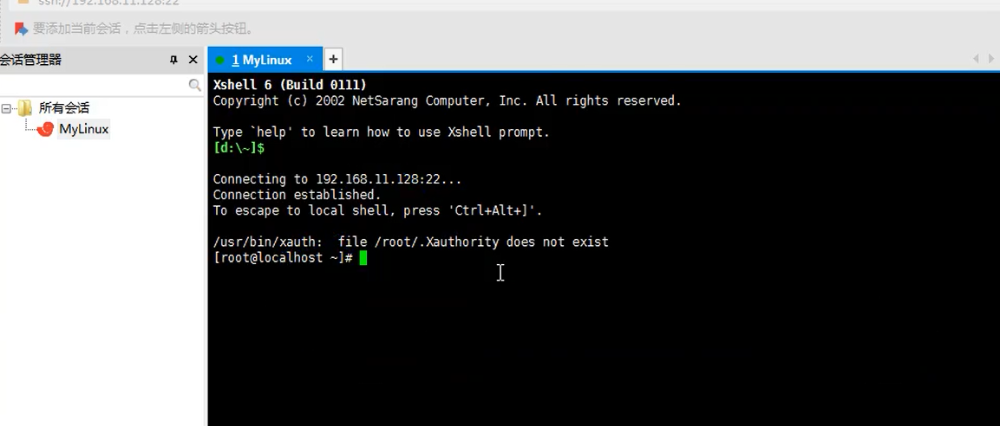 ssh://192.168.11.128:22
要添加当前会话，点击左侧的箭头按钮。
会话管理器
1 MyLinux
所有会话
MyLinux
Xshell 6 (Build 0111)
Copyright (c) 2002 NetSarang Computer, Inc. All rights reserved.
Type `help' to learn how to use Xshell prompt.
[d:\~]$
Connecting to 192.168.11.128:22...
Connection established.
To escape to local shell, press 'Ctrl+Alt+]'.
/usr/bin/xauth:  file /root/.Xauthority does not exist
[root@localhost ~]#